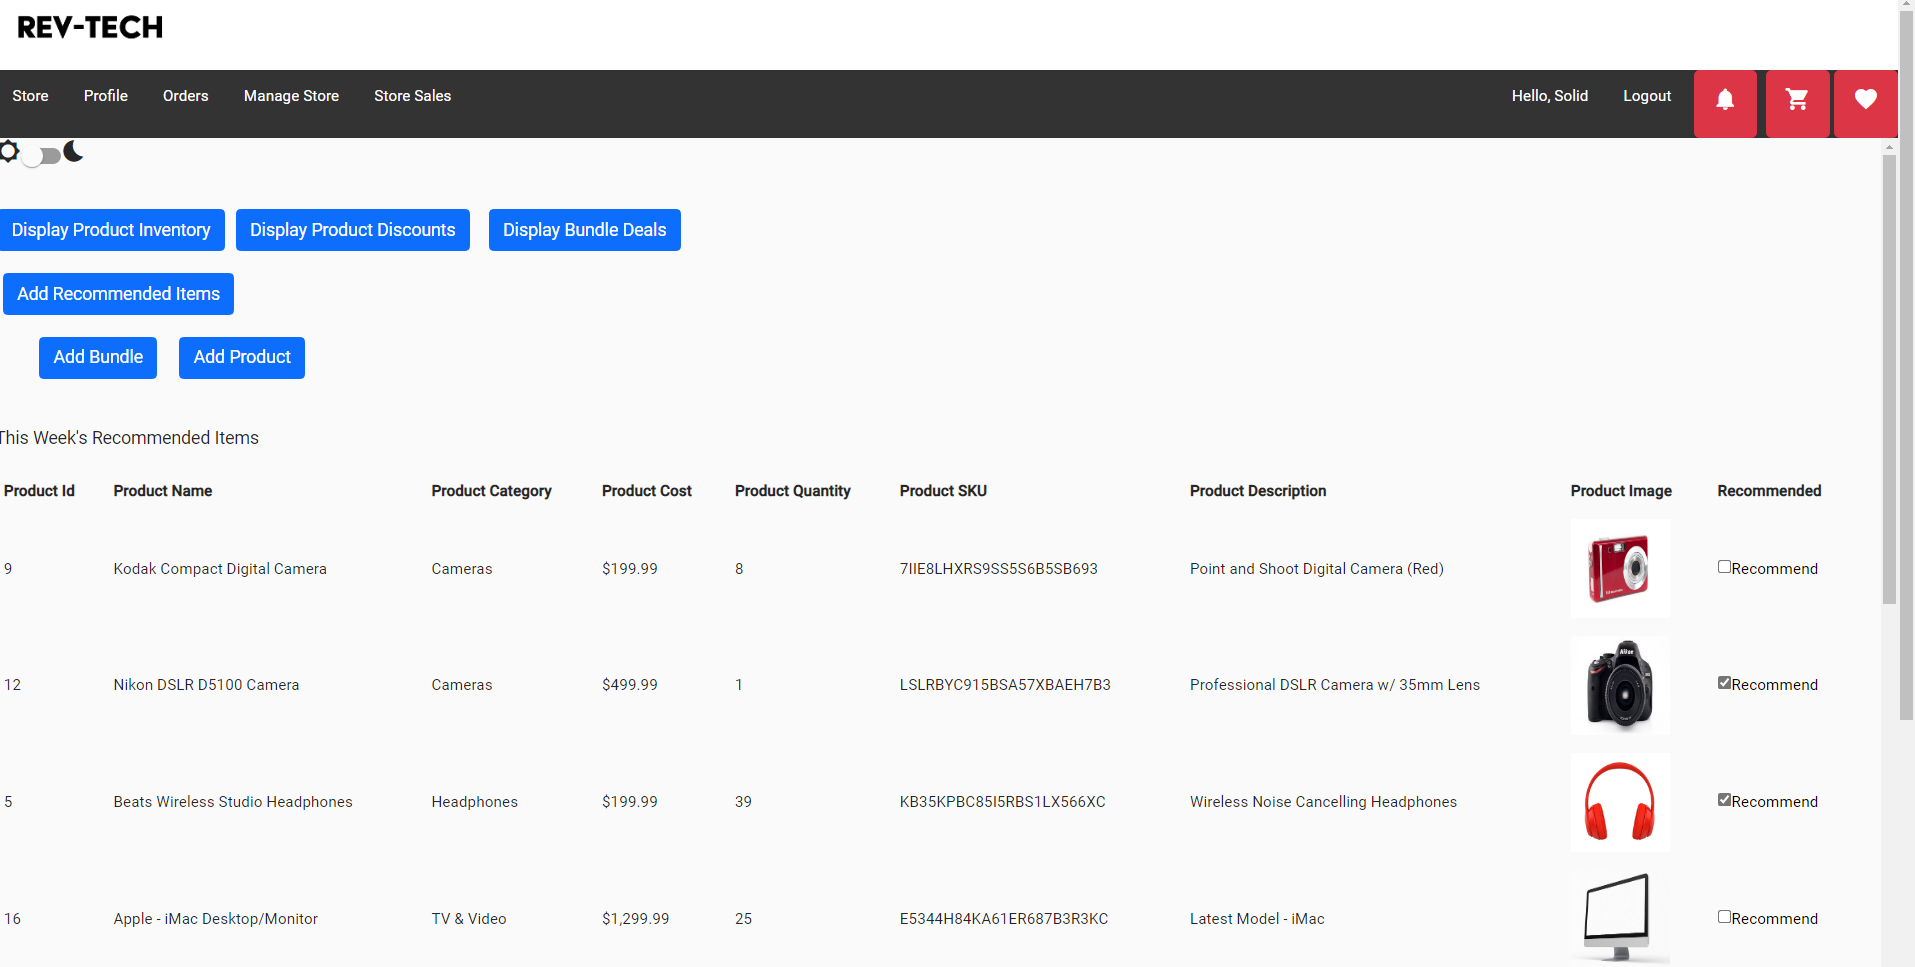 REV-TECH
Store Profile Orders Manage Store Store Sales Hello, Solid Logout
Display Product Inventory Display Product Discounts Display Bundle Deals
Add Recommended Items
Add Bundle Add Product
This Week's Recommended Items
Product Id Product Name Product Category Product Cost Product Quantity Product SKU Product Description Product Image Recommended
9 Kodak Compact Digital Camera Cameras $199.99 8 7IIE8LHXRS9SS5S6B5SB693 Point and Shoot Digital Camera (Red) Recommend
12 Nikon DSLR D5100 Camera Cameras $499.99 1 LSLRBYC915BSA57XBAEH7B3 Professional DSLR Camera w/ 35mm Lens Nikon Recommend
5 Beats Wireless Studio Headphones Headphones $199.99 39 KB35KPBC85I5RBS1LX566XC Wireless Noise Cancelling Headphones Recommend
16 Apple - iMac Desktop/Monitor TV & Video $1,299.99 25 E5344H84KA61ER687B3R3KC Latest Model - iMac Recommend